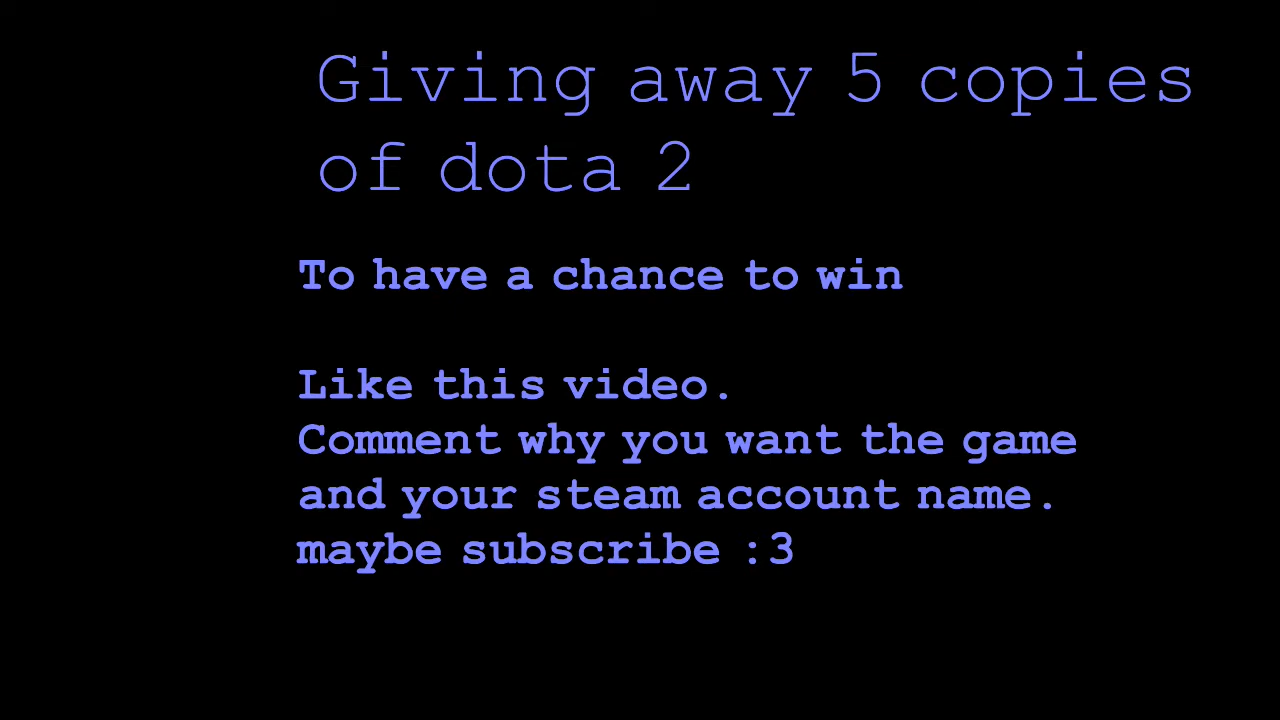 Giving away 5 copies
of dota 2
To have a chance to win
Like this video.
Comment why you want the game
and your steam account name.
maybe subscribe :3